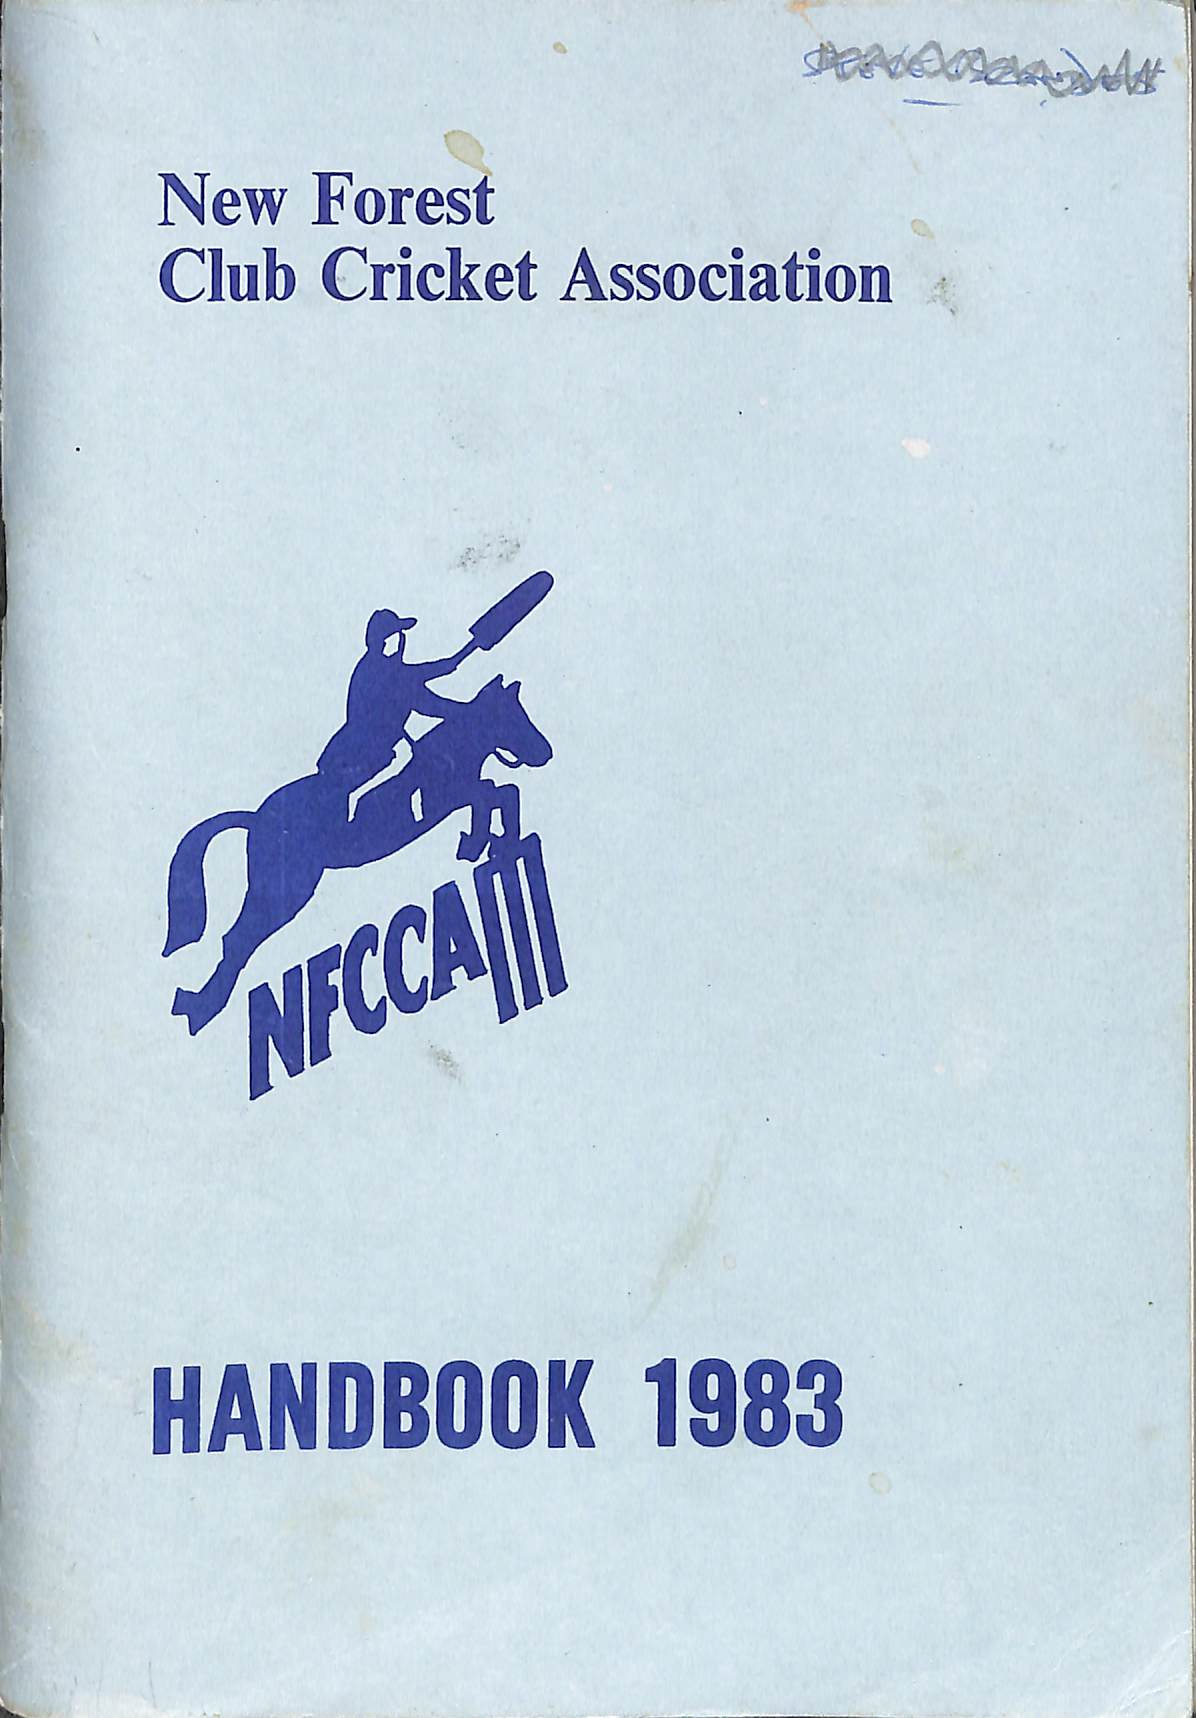 New Forest
Club Cricket Association
NFCCA
HANDBOOK 1983